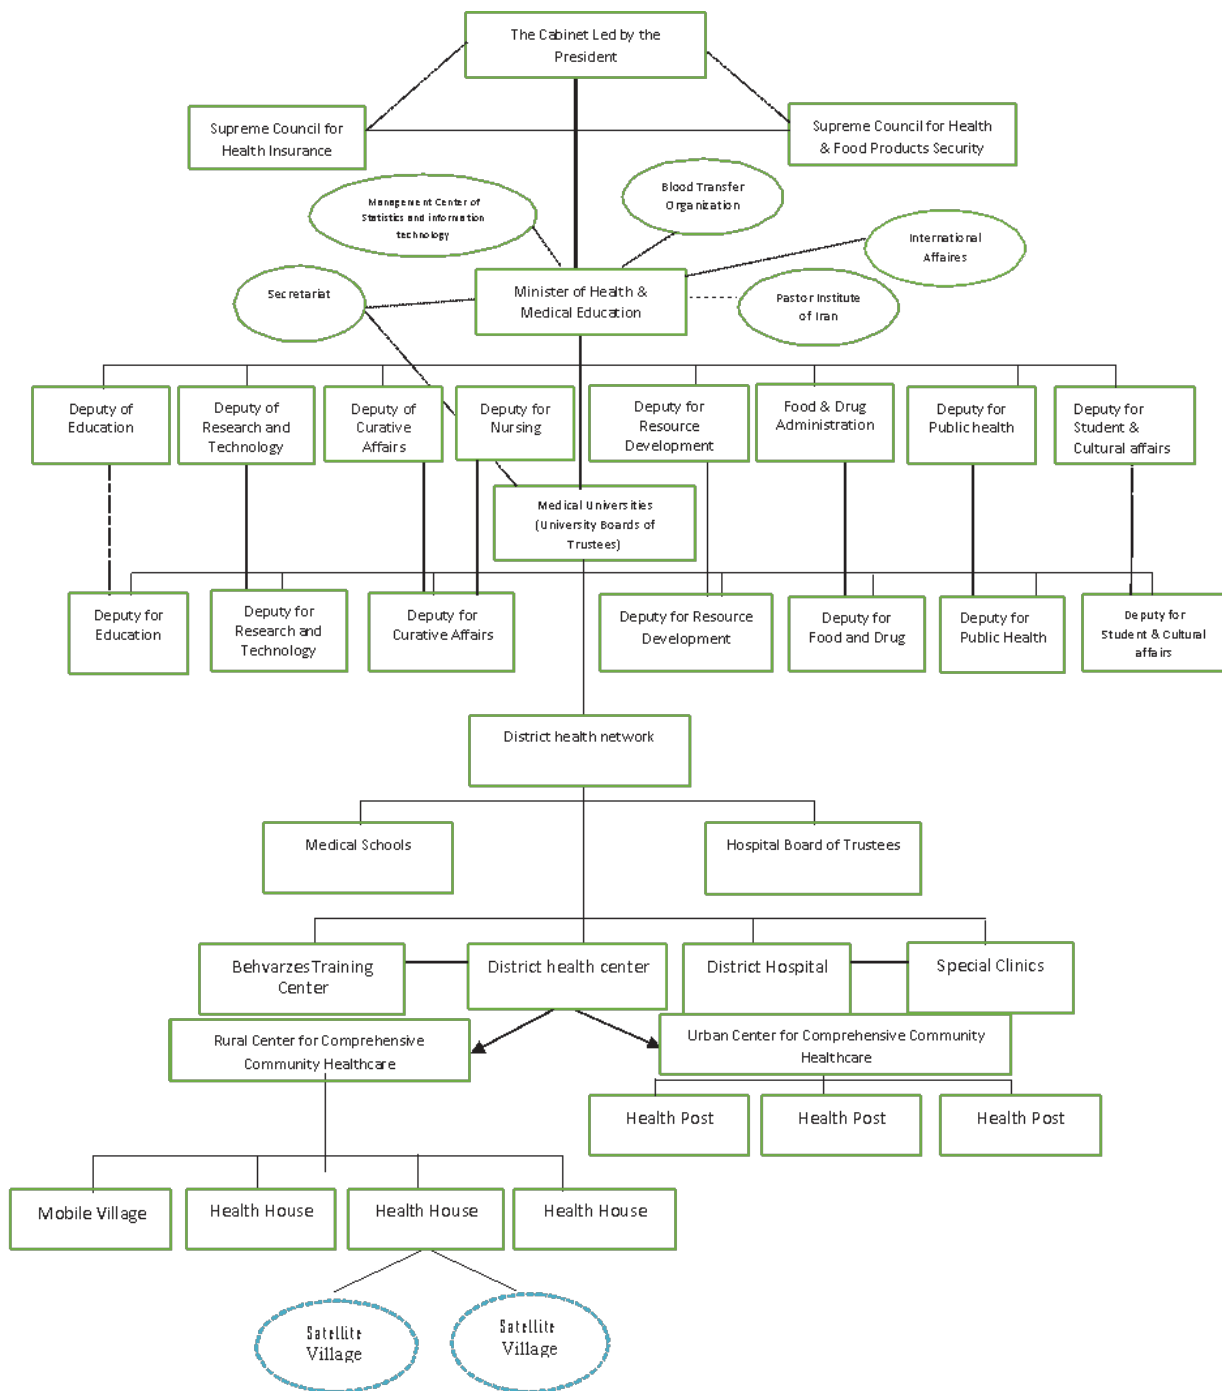 The Cabinet Led by the
President
Supreme Council for
Health Insurance
Supreme Council for Health
& Food Products Security
Management Center of
Statistics and information
technology
Blood Transfer
Organization
International
Affaires
Secretariat
Minister of Health &
Medical Education
Pastor Institute
of Iran
Deputy of
Education
Deputy of
Research and
Technology
Deputy of
Curative
Affairs
Deputy for
Nursing
Deputy for
Resource
Development
Food & Drug
Administration
Deputy for
Public health
Deputy for
Student &
Cultural affairs
Medical Universities
(University Boards of
Trustees)
Deputy for
Education
Deputy for
Research and
Technology
Deputy for
Curative Affairs
Deputy for Resource
Development
Deputy for
Food and Drug
Deputy for
Public Health
Deputy for
Student & Cultural
affairs
District health network
Medical Schools
Hospital Board of Trustees
Behvarzes Training
Center
District health center
District Hospital
Special Clinics
Rural Center for Comprehensive
Community Healthcare
Urban Center for Comprehensive Community
Healthcare
Health Post
Health Post
Health Post
Mobile Village
Health House
Health House
Health House
Satellite
Village
Satellite
Village